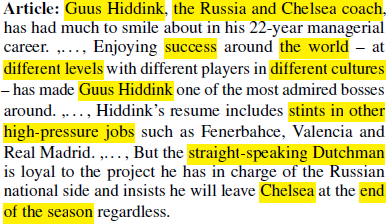 Article: Guus Hiddink, the Russia and Chelsea coach,
has had much to smile about in his 22-year managerial
career. ,..., Enjoying success around the world – at
different levels with different players in different cultures
– has made Guus Hiddink one of the most admired bosses
around. ,..., Hiddink's resume includes stints in other
high-pressure jobs such as Fenerbahce, Valencia and
Real Madrid. ,..., But the straight-speaking Dutchman
is loyal to the project he has in charge of the Russian
national side and insists he will leave Chelsea at the end
of the season regardless.